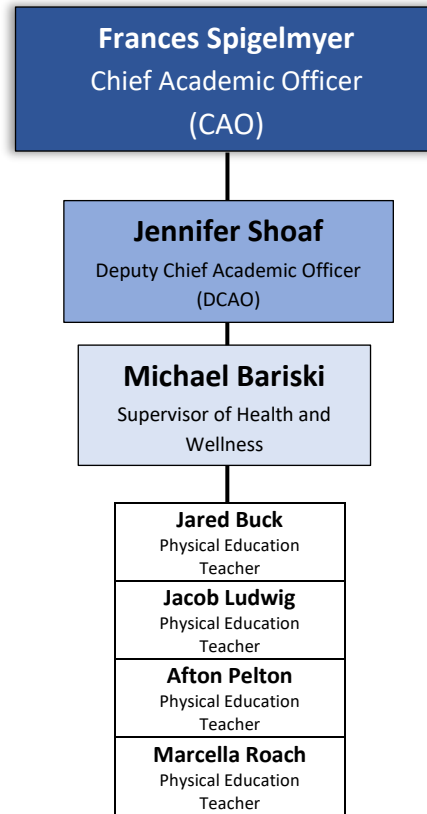 Frances Spigelmyer
Chief Academic Officer
(CAO)
Jennifer Shoaf
Deputy Chief Academic Officer
(DCAO)
Michael Bariski
Supervisor of Health and
Wellness
Jared Buck
Physical Education
Teacher
Jacob Ludwig
Physical Education
Teacher
Afton Pelton
Physical Education
Teacher
Marcella Roach
Physical Education
Teacher